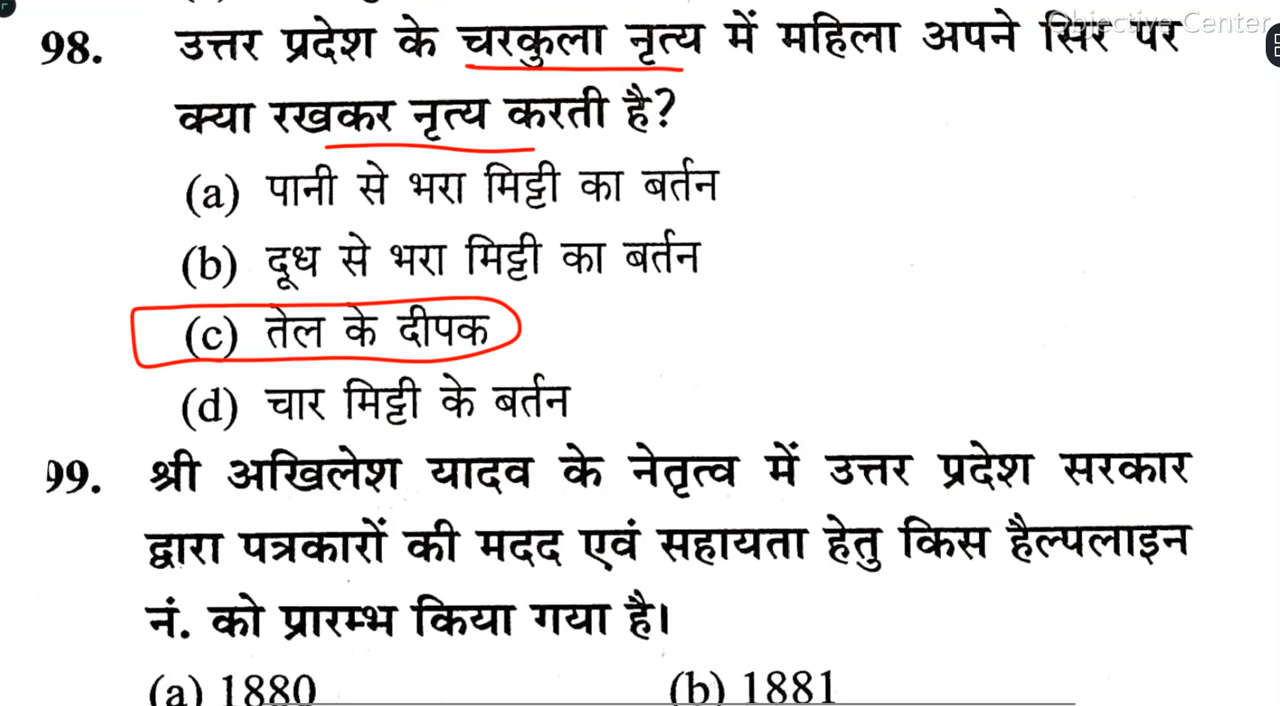 Objective Center
98. उत्तर प्रदेश के चरकुला नृत्य में महिला अपने सिर पर
क्या रखकर नृत्य करती है?
(a) पानी से भरा मिट्टी का बर्तन
(b) दूध से भरा मिट्टी का बर्तन
(c) तेल के दीपक
(d) चार मिट्टी के बर्तन
99. श्री अखिलेश यादव के नेतृत्व में उत्तर प्रदेश सरकार
द्वारा पत्रकारों की मदद एवं सहायता हेतु किस हैल्पलाइन
नं. को प्रारम्भ किया गया है।
(a) 1880 (b) 1881